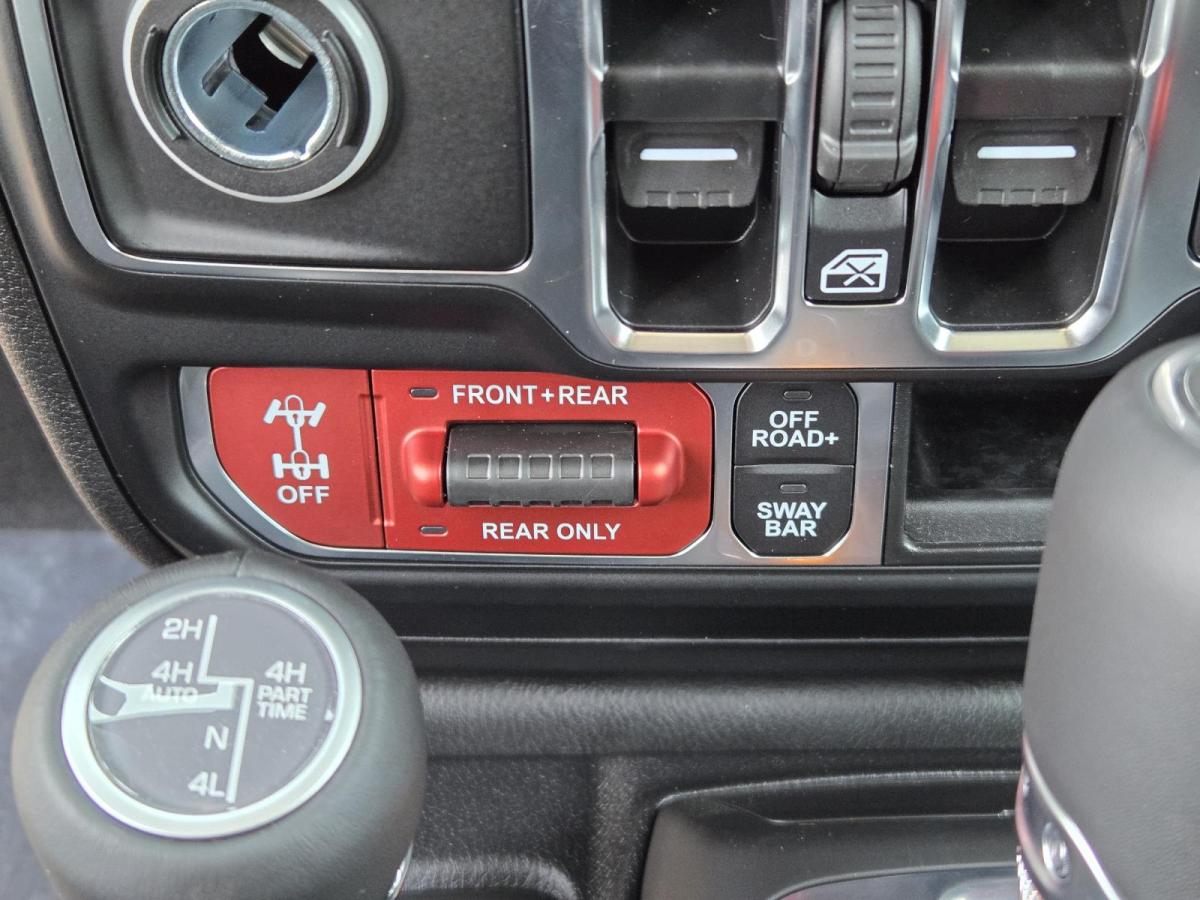 FRONT+REAR
OFF
ROAD+
OFF
REAR ONLY
SWAY
BAR
2H
4H
AUTO
4H
PART
TIME
N
4L